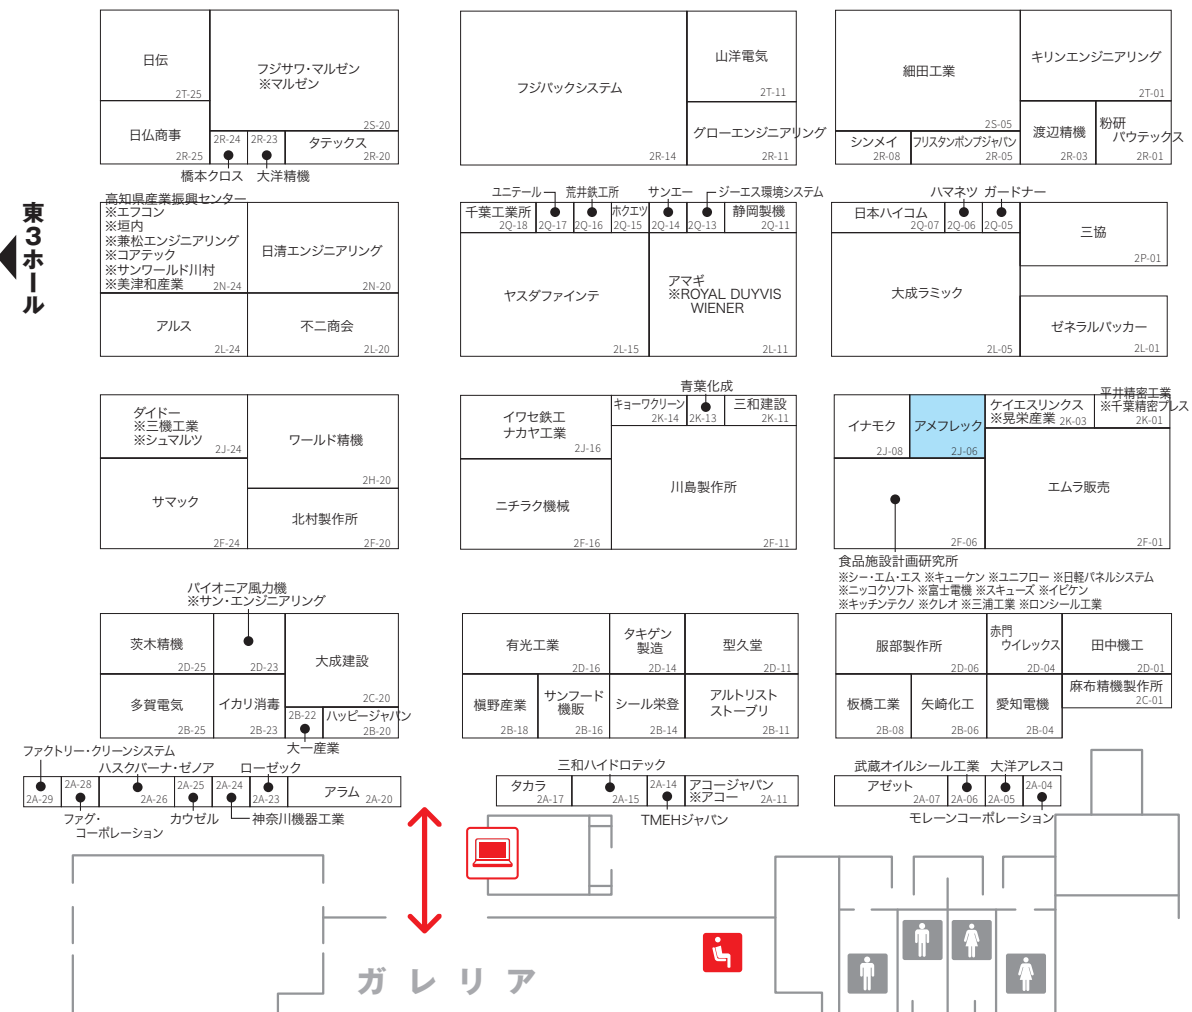 日伝
2T-25
フジサワ・マルゼン
※マルゼン
2S-20
日仏商事
2R-25
2R-24
2R-23
タテックス
2R-20
橋本クロス
大洋精機
フジパックシステム
2R-14
山洋電気
2T-11
グローエンジニアリング
2R-11
細田工業
2S-05
キリンエンジニアリング
2T-01
シンメイ
2R-08
フリスタンポンプジャパン
2R-05
渡辺精機
2R-03
粉研
パウテックス
2R-01
東3ホール
高知県産業振興センター
※エフコン
※垣内
※兼松エンジニアリング
※コアテック
※サンワールド川村
※美津和産業
2N-24
日清エンジニアリング
2N-20
アルス
2L-24
不二商会
2L-20
ユニテール
荒井鉄工所
サンエー
ジーエス環境システム
千葉工業所
2Q-18
2Q-17
2Q-16
ホクエツ
2Q-15
2Q-14
2Q-13
静岡製機
2Q-11
ヤスダファインテ
2L-15
アマギ
※ROYAL DUYVIS
WIENER
2L-11
ハマネツ
ガードナー
日本ハイコム
2Q-07
2Q-06
2Q-05
三協
2P-01
大成ラミック
2L-05
ゼネラルパッカー
2L-01
ダイドー
※三機工業
※シュマルツ
2J-24
ワールド精機
2H-20
サマック
2F-24
北村製作所
2F-20
青葉化成
イワセ鉄工
ナカヤ工業
2J-16
キョーワクリーン
2K-14
2K-13
三和建設
2K-11
ニチラク機械
2F-16
川島製作所
2F-11
イナモク
2J-08
アメフレック
2J-06
ケイエスリンクス
※晃栄産業
2K-03
平井精密工業
※千葉精密プレス
2K-01
2F-06
エムラ販売
2F-01
食品施設計画研究所
※シー・エム・エス ※キューケン ※ユニフロー ※日軽パネルシステム
※ニッコクソフト ※富士電機 ※スキューズ ※イビケン
※キッチンテクノ ※クレオ ※三浦工業 ※ロンシール工業
パイオニア風力機
※サン・エンジニアリング
茨木精機
2D-25
2D-23
大成建設
2C-20
多賀電気
2B-25
イカリ消毒
2B-23
2B-22
ハッピージャパン
2B-20
大一産業
有光工業
2D-16
タキゲン
製造
2D-14
型久堂
2D-11
槇野産業
2B-18
サンフード
機販
2B-16
シール栄登
2B-14
アルトリスト
ストーブリ
2B-11
服部製作所
2D-06
赤門
ウイレックス
2D-04
田中機工
2D-01
板橋工業
2B-08
矢崎化工
2B-06
愛知電機
2B-04
麻布精機製作所
2C-01
ファクトリー・クリーンシステム
ハスクバーナ・ゼノア
ローゼック
2A-29
2A-28
2A-26
2A-25
2A-24
2A-23
アラム
2A-20
ファグ・
コーポレーション
カウゼル
神奈川機器工業
三和ハイドロテック
タカラ
2A-17
2A-15
2A-14
アコージャパン
※アコー
2A-11
TMEHジャパン
武蔵オイルシール工業
大洋アレスコ
アゼット
2A-07
2A-06
2A-05
2A-04
モレーンコーポレーション
ガレリア